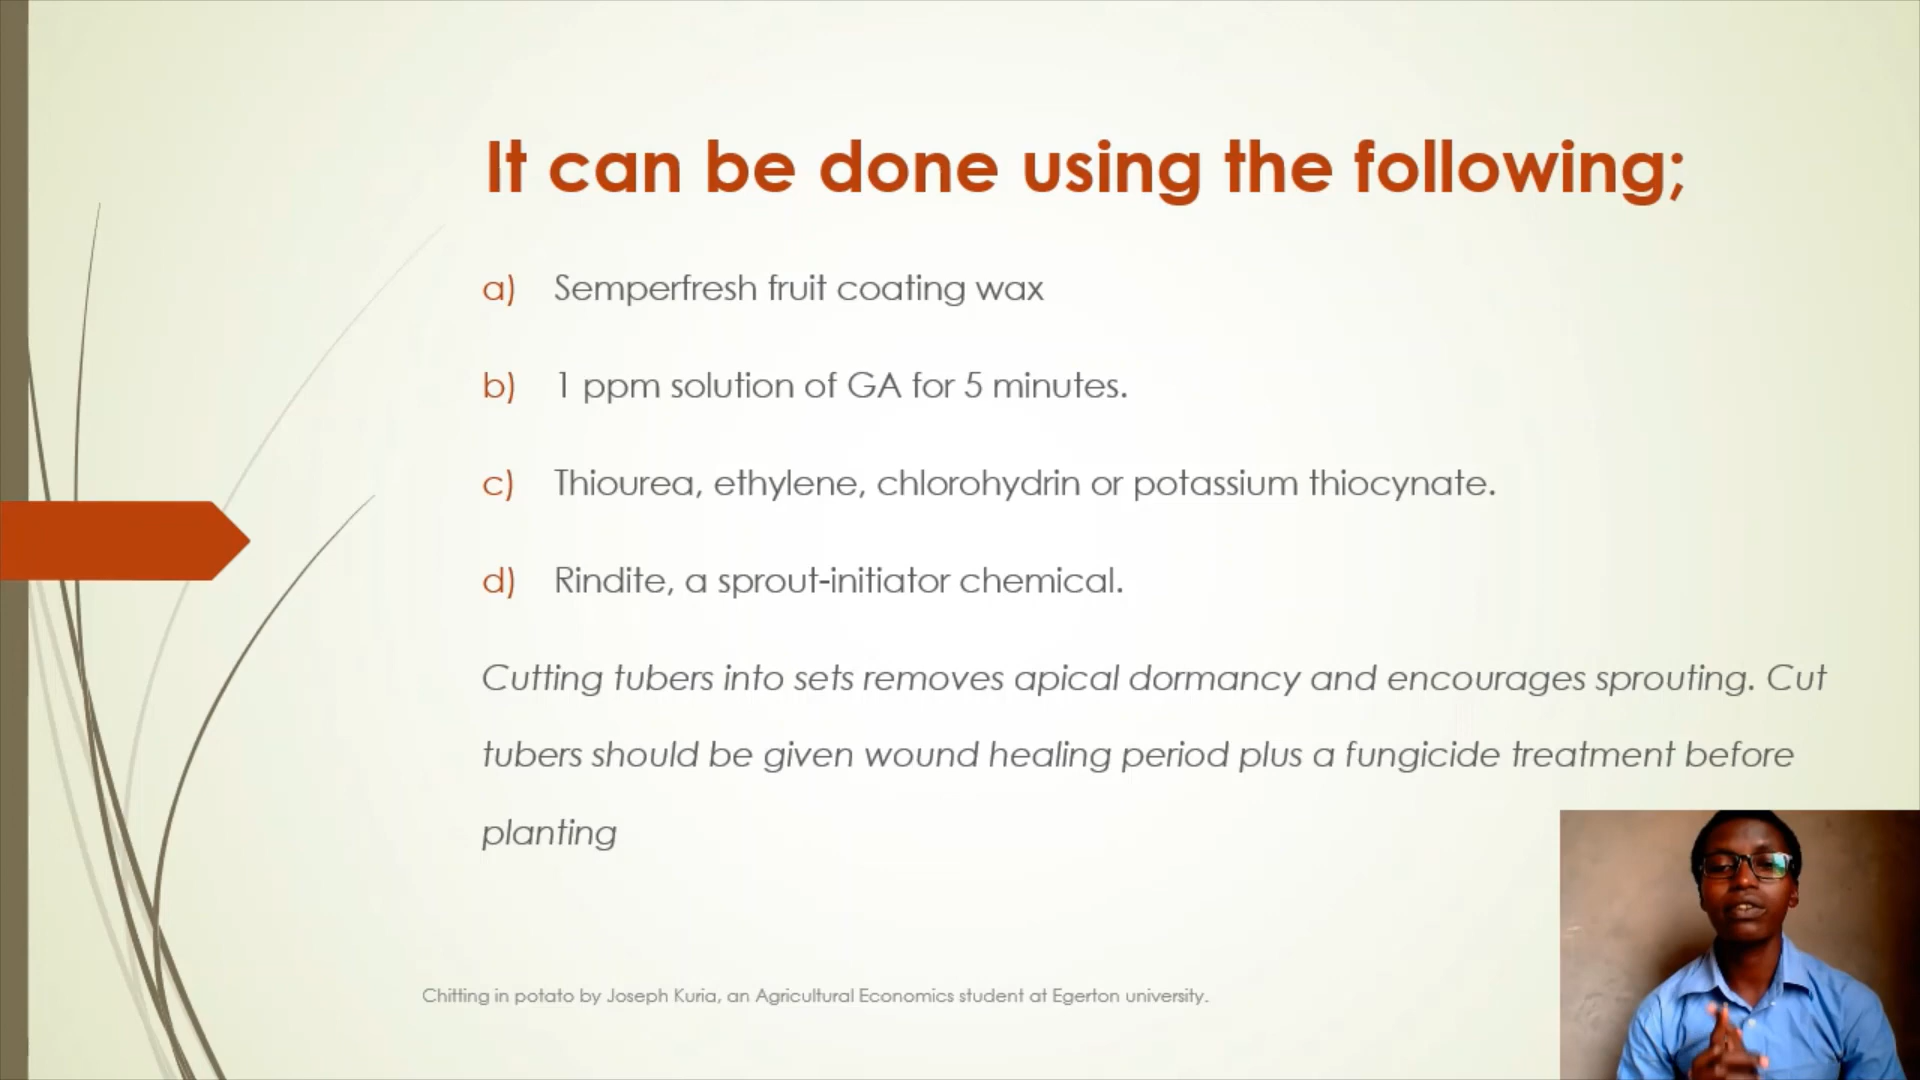 It can be done using the following;
a) Semperfresh fruit coating wax
b) 1 ppm solution of GA for 5 minutes.
c) Thiourea, ethylene, chlorohydrin or potassium thiocynate.
d) Rindite, a sprout-initiator chemical.
Cutting tubers into sets removes apical dormancy and encourages sprouting. Cut
tubers should be given wound healing period plus a fungicide treatment before
planting
Chitting in potato by Joseph Kuria, an Agricultural Economics student at Egerton university.